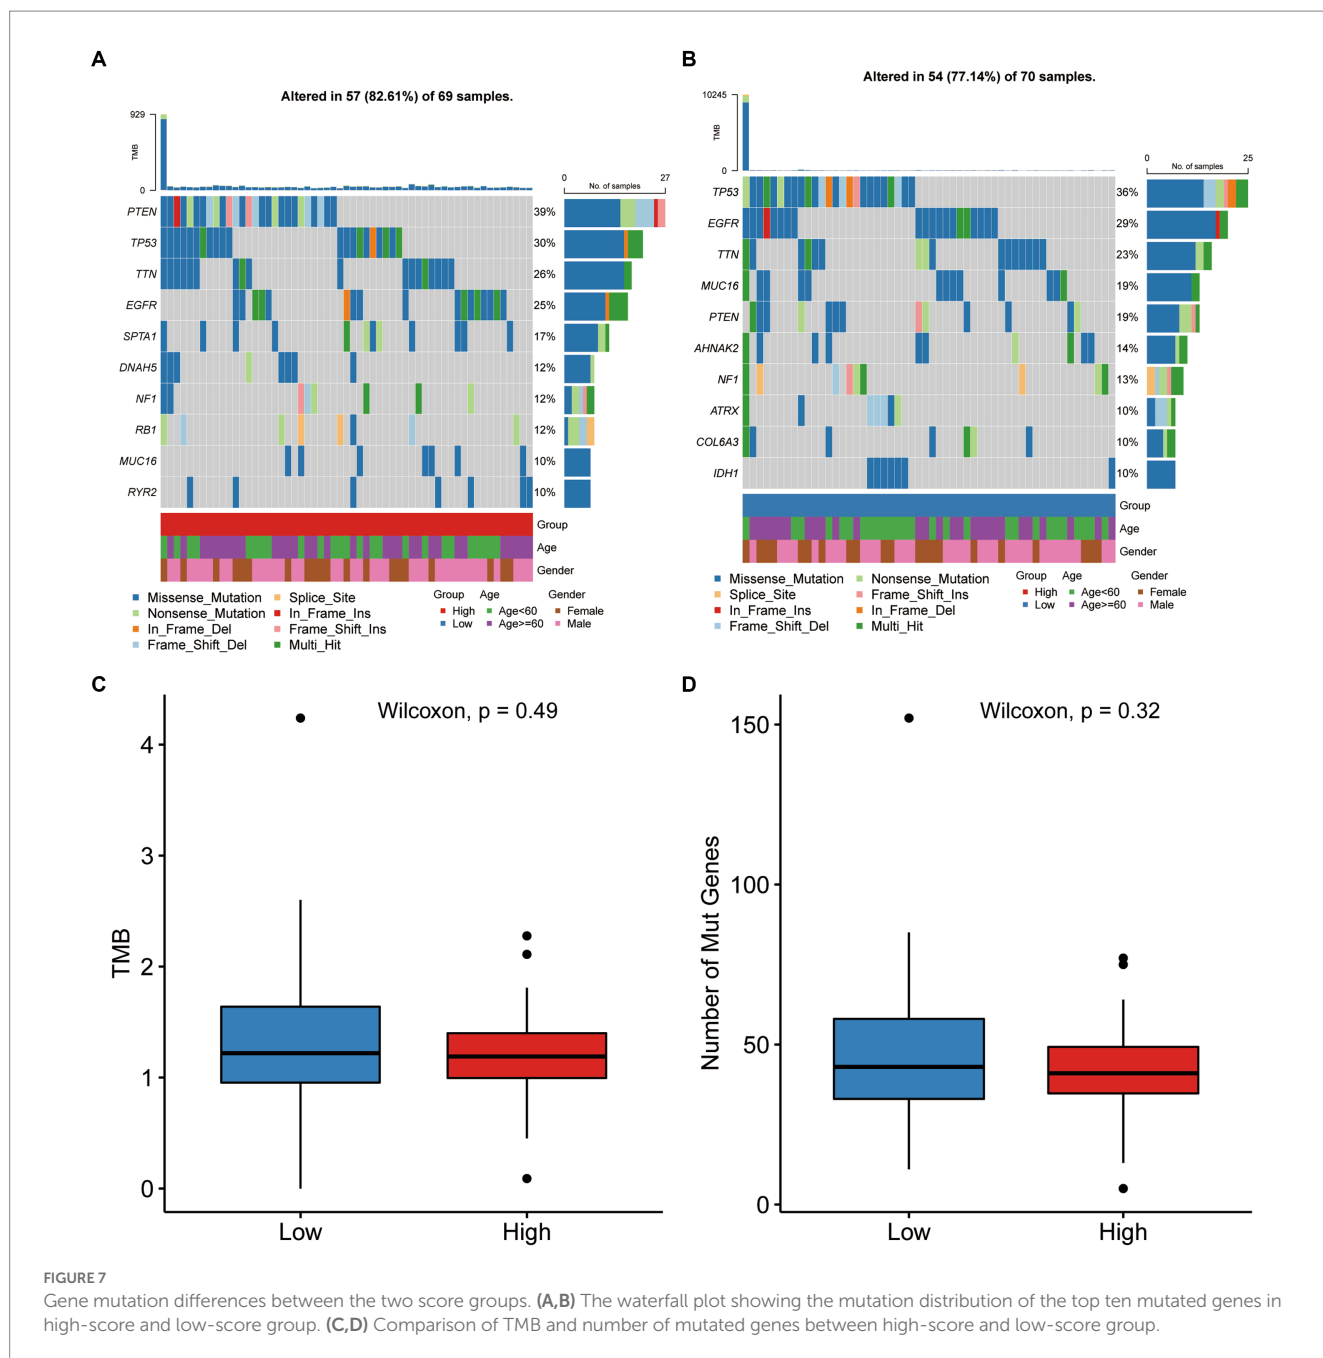 A
Altered in 57 (82.61%) of 69 samples.
929
TMB
0
0
27
No. of samples
PTEN
39%
TP53
30%
TTN
26%
EGFR
25%
SPTA1
17%
DNAH5
12%
NF1
12%
RB1
12%
MUC16
10%
RYR2
10%
Group
Age
Gender
Missense_Mutation
Nonsense_Mutation
In_Frame_Del
Frame_Shift_Del
Splice_Site
In_Frame_Ins
Frame_Shift_Ins
Multi_Hit
Group
High
Low
Age
Age<60
Age>=60
Gender
Female
Male
B
Altered in 54 (77.14%) of 70 samples.
10245
TMB
0
0
25
No. of samples
TP53
36%
EGFR
29%
TTN
23%
MUC16
19%
PTEN
19%
AHNAK2
14%
NF1
13%
ATRX
10%
COL6A3
10%
IDH1
10%
Group
Age
Gender
Missense_Mutation
Splice_Site
In_Frame_Ins
Frame_Shift_Del
Nonsense_Mutation
Frame_Shift_Ins
In_Frame_Del
Multi_Hit
Group
High
Low
Age
Age<60
Age>=60
Gender
Female
Male
C
Wilcoxon, p = 0.49
TMB
4
3
2
1
0
Low
High
D
Wilcoxon, p = 0.32
Number of Mut Genes
150
100
50
0
Low
High
FIGURE 7
Gene mutation differences between the two score groups. (A,B) The waterfall plot showing the mutation distribution of the top ten mutated genes in
high-score and low-score group. (C,D) Comparison of TMB and number of mutated genes between high-score and low-score group.